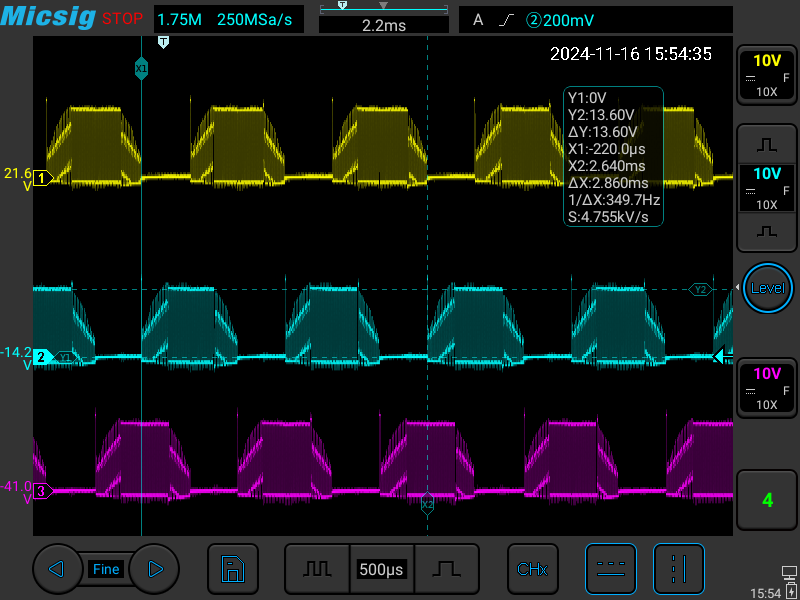 Micsig STOP 1.75M 250MSa/s T 2.2ms A ②200mV
T
2024-11-16 15:54:35
X1
10V
F
10X
Y1:0V
Y2:13.60V
ΔY:13.60V
X1:-220.0μs
X2:2.640ms
ΔX:2.860ms
1/ΔX:349.7Hz
S:4.755kV/s
21.6
V
1
10V
F
10X
Y2
Level
-14.2
V
2
Y1
10V
F
10X
-41.0
V
3
X2
4
Fine
500μs
CHx
15:54